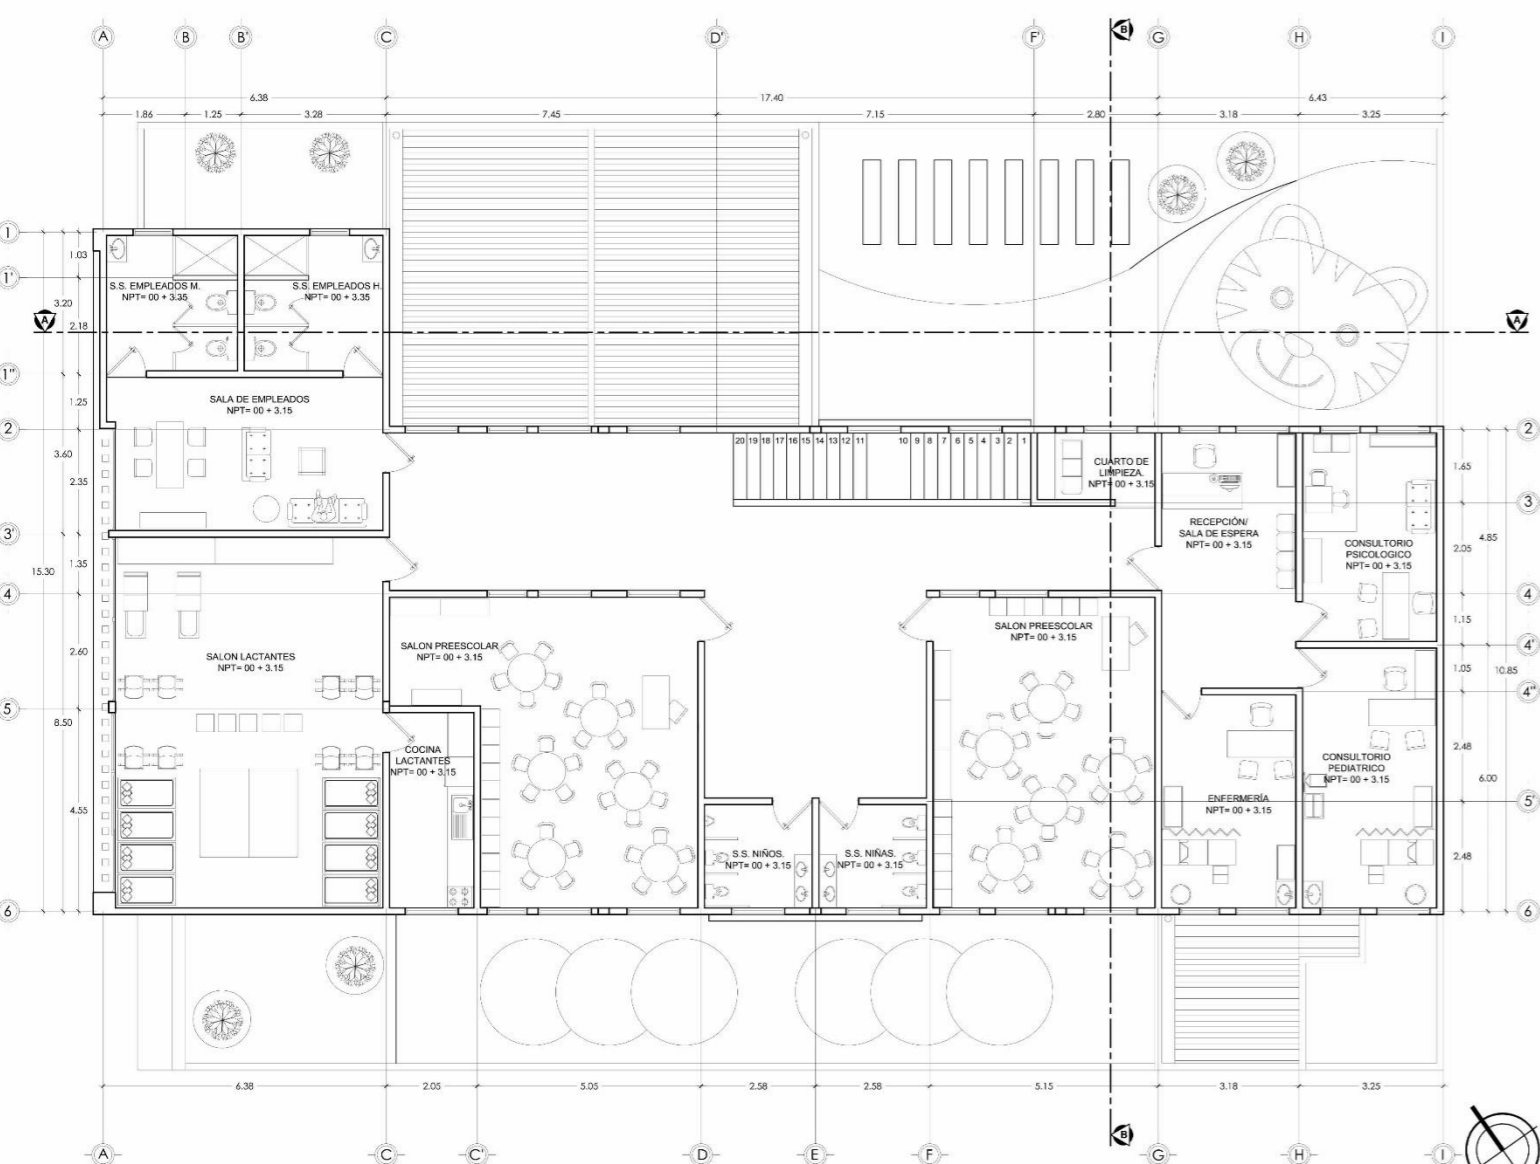 A B B' C D' F' B G H I
6.38 17.40 6.43
1.86 1.25 3.28 7.45 7.15 2.80 3.18 3.25
1
1.03
1'
S.S. EMPLEADOS M.
NPT= 00 + 3.35
S.S. EMPLEADOS H.
NPT= 00 + 3.35
3.20
2.18
A
A
1"
1.25
SALA DE EMPLEADOS
NPT= 00 + 3.15
2
2
20 19 18 17 16 15 14 13 12 11 10 9 8 7 6 5 4 3 2 1
3.60
2.35
CUARTO DE
LIMPIEZA.
NPT= 00 + 3.15
1.65
3
RECEPCIÓN/
SALA DE ESPERA
NPT= 00 + 3.15
CONSULTORIO
PSICOLOGICO
NPT= 00 + 3.15
4.85
2.05
3'
15.30
1.35
4
4
SALON LACTANTES
NPT= 00 + 3.15
SALON PREESCOLAR
NPT= 00 + 3.15
SALON PREESCOLAR
NPT= 00 + 3.15
1.15
4'
2.60
1.05
10.85
4"
5
8.50
COCINA
LACTANTES
NPT= 00 + 3.15
CONSULTORIO
PEDIATRICO
NPT= 00 + 3.15
2.48
6.00
ENFERMERÍA
NPT= 00 + 3.15
5'
4.55
S.S. NIÑOS.
NPT= 00 + 3.15
S.S. NIÑAS.
NPT= 00 + 3.15
2.48
6
6
6.38 2.05 5.05 2.58 2.58 5.15 3.18 3.25
B
A C C' D E F G H I